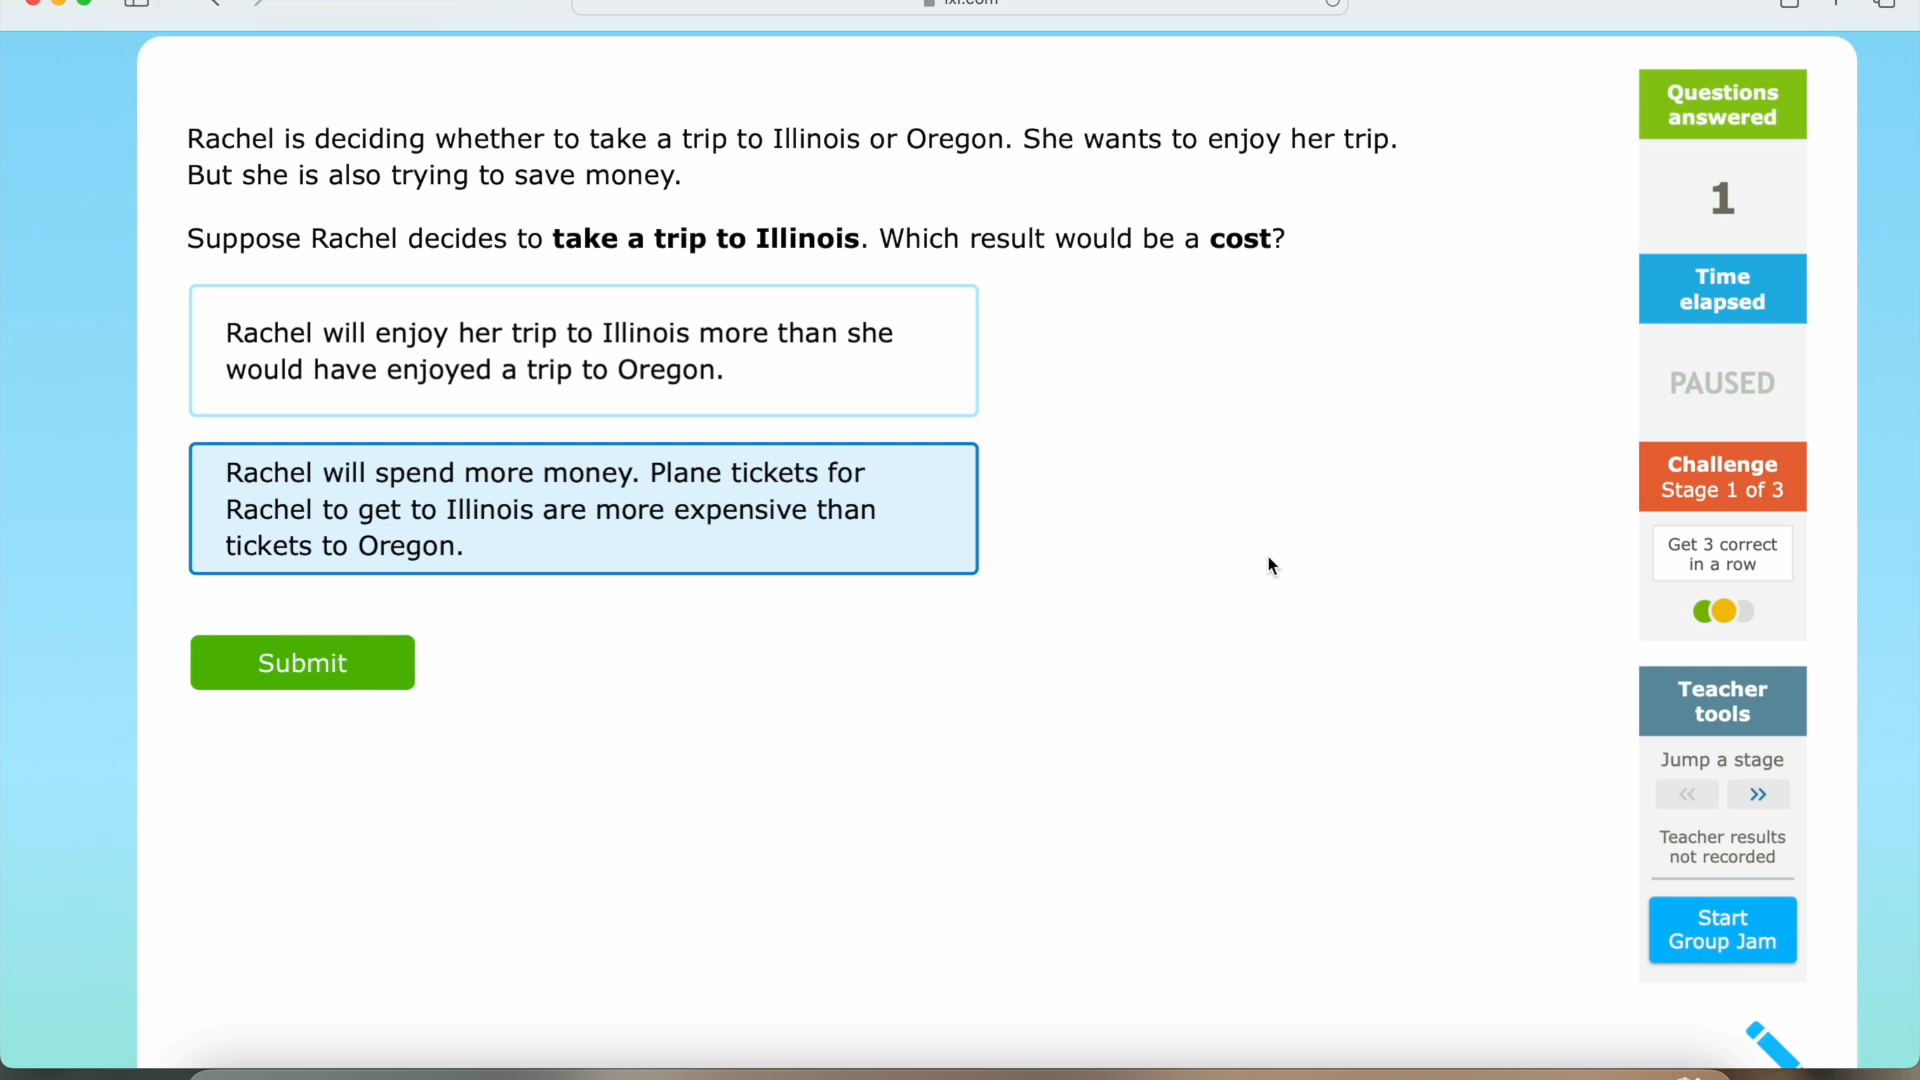 Rachel is deciding whether to take a trip to Illinois or Oregon. She wants to enjoy her trip.
But she is also trying to save money.
Suppose Rachel decides to take a trip to Illinois. Which result would be a cost?
Rachel will enjoy her trip to Illinois more than she
would have enjoyed a trip to Oregon.
Rachel will spend more money. Plane tickets for
Rachel to get to Illinois are more expensive than
tickets to Oregon.
Submit
Questions
answered
1
Time
elapsed
PAUSED
Challenge
Stage 1 of 3
Get 3 correct
in a row
Teacher
tools
Jump a stage
Teacher results
not recorded
Start
Group Jam